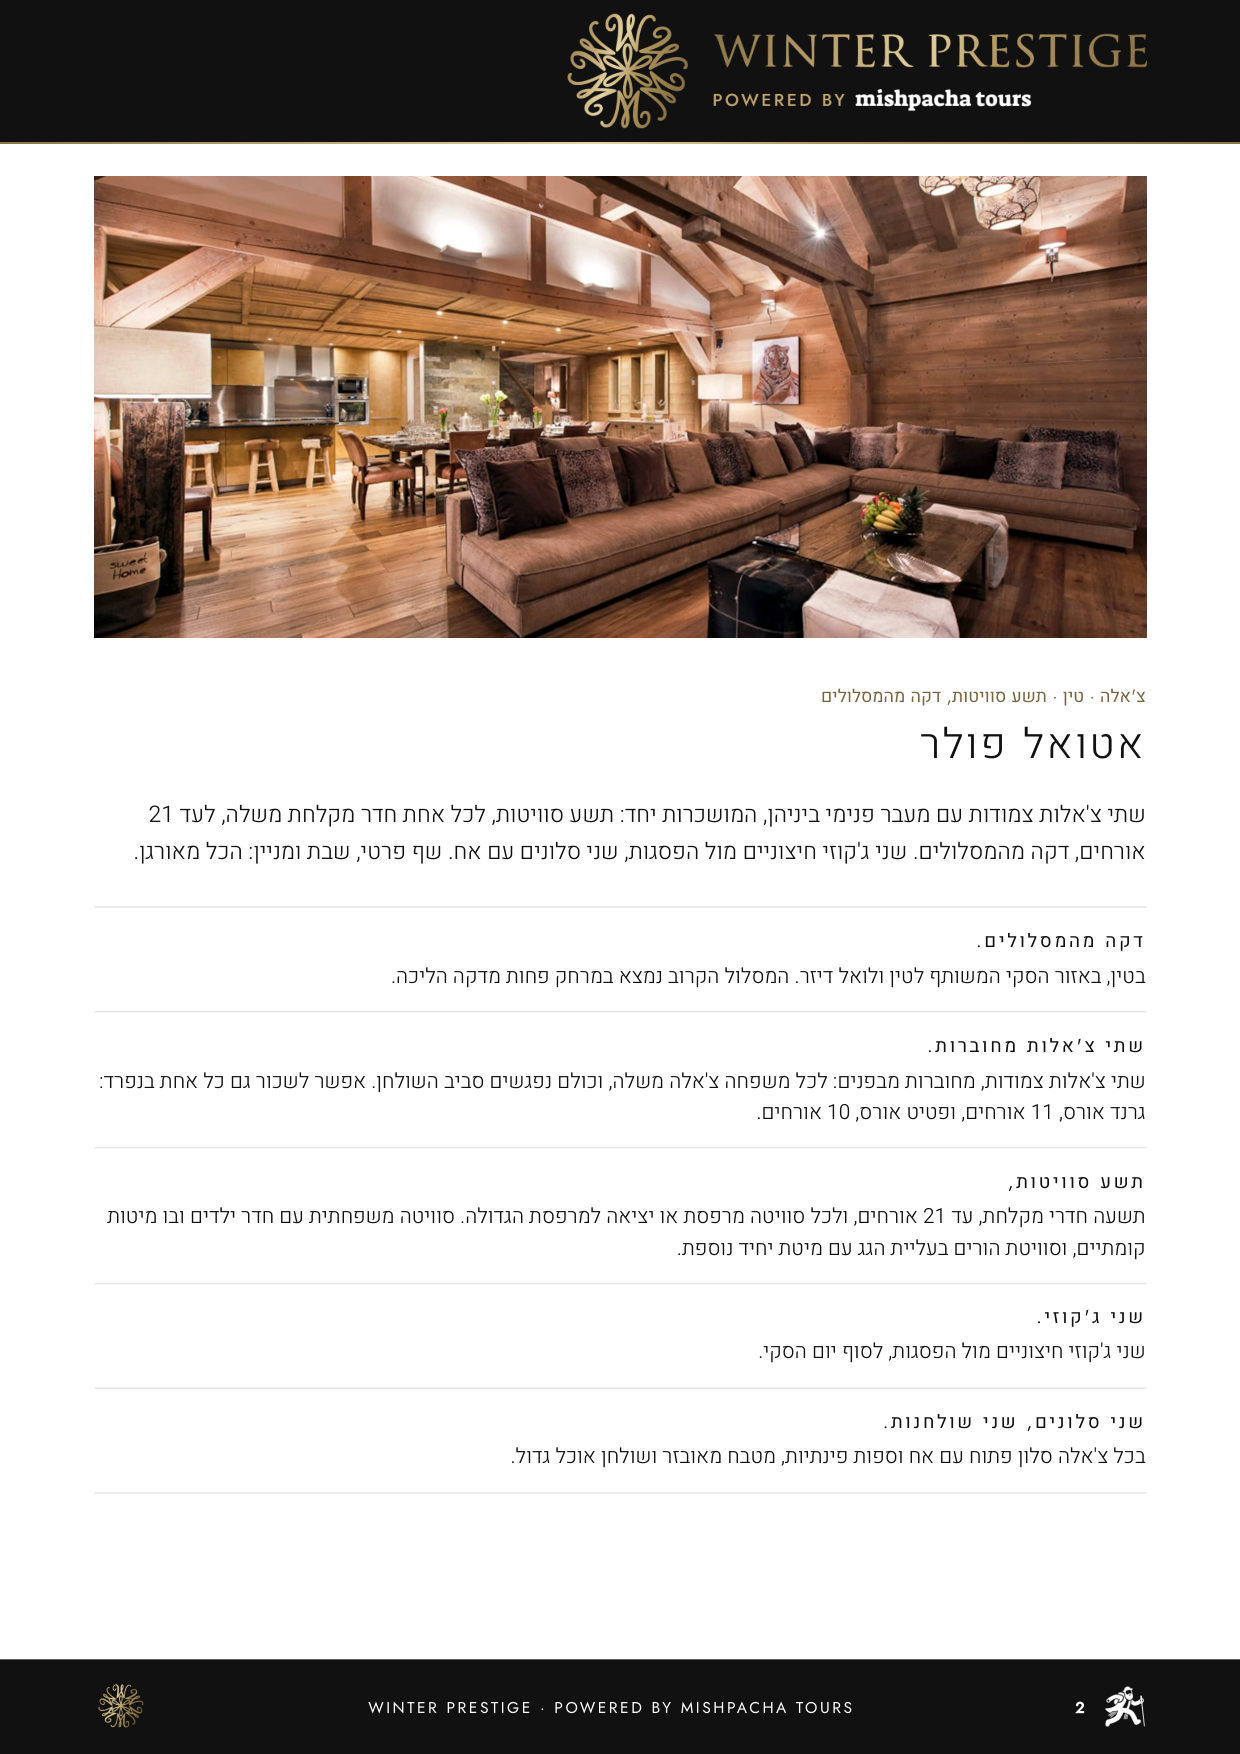 WINTER PRESTIGE
POWERED BY mishpacha tours
sweet
Home
צ'אלה · טין · תשע סוויטות, דקה מהמסלולים
אטואל פולר
שתי צ'אלות צמודות עם מעבר פנימי ביניהן, המושכרות יחד: תשע סוויטות, לכל אחת חדר מקלחת משלה, לעד 21
אורחים, דקה מהמסלולים. שני ג'קוזי חיצוניים מול הפסגות, שני סלונים עם אח. שף פרטי, שבת ומניין: הכל מאורגן.
דקה מהמסלולים.
בטין, באזור הסקי המשותף לטין ולואל דיזר. המסלול הקרוב נמצא במרחק פחות מדקה הליכה.
שתי צ'אלות מחוברות.
שתי צ'אלות צמודות, מחוברות מבפנים: לכל משפחה צ'אלה משלה, וכולם נפגשים סביב השולחן. אפשר לשכור גם כל אחת בנפרד:
גרנד אורס, 11 אורחים, ופטיט אורס, 10 אורחים.
תשע סוויטות,
תשעה חדרי מקלחת, עד 21 אורחים, ולכל סוויטה מרפסת או יציאה למרפסת הגדולה. סוויטה משפחתית עם חדר ילדים ובו מיטות
קומתיים, וסוויטת הורים בעליית הגג עם מיטת יחיד נוספת.
שני ג'קוזי.
שני ג'קוזי חיצוניים מול הפסגות, לסוף יום הסקי.
שני סלונים, שני שולחנות.
בכל צ'אלה סלון פתוח עם אח וספות פינתיות, מטבח מאובזר ושולחן אוכל גדול.
WINTER PRESTIGE · POWERED BY MISHPACHA TOURS
2